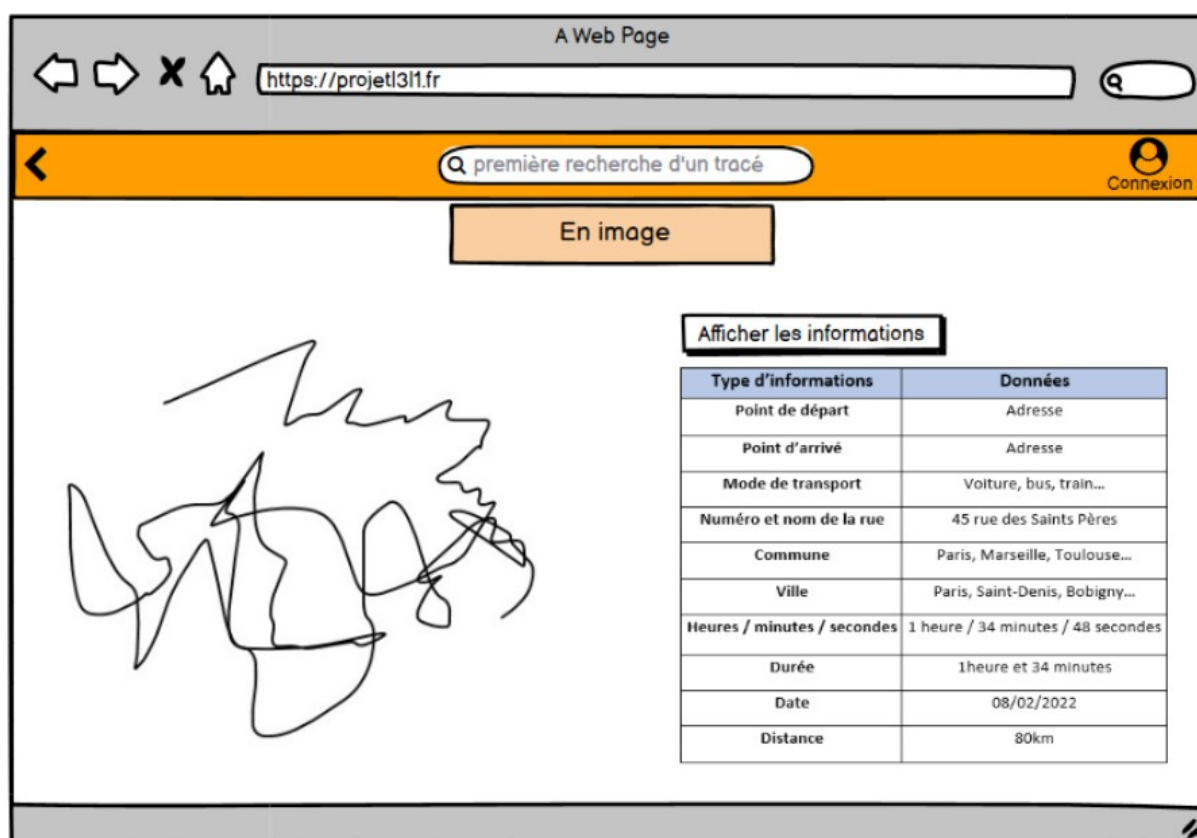 A Web Page
https://projetl3l1.fr
première recherche d'un tracé
Connexion
En image
Afficher les informations
Type d'informations Données
Point de départ Adresse
Point d'arrivé Adresse
Mode de transport Voiture, bus, train...
Numéro et nom de la rue 45 rue des Saints Pères
Commune Paris, Marseille, Toulouse...
Ville Paris, Saint-Denis, Bobigny...
Heures / minutes / secondes 1 heure / 34 minutes / 48 secondes
Durée 1heure et 34 minutes
Date 08/02/2022
Distance 80km